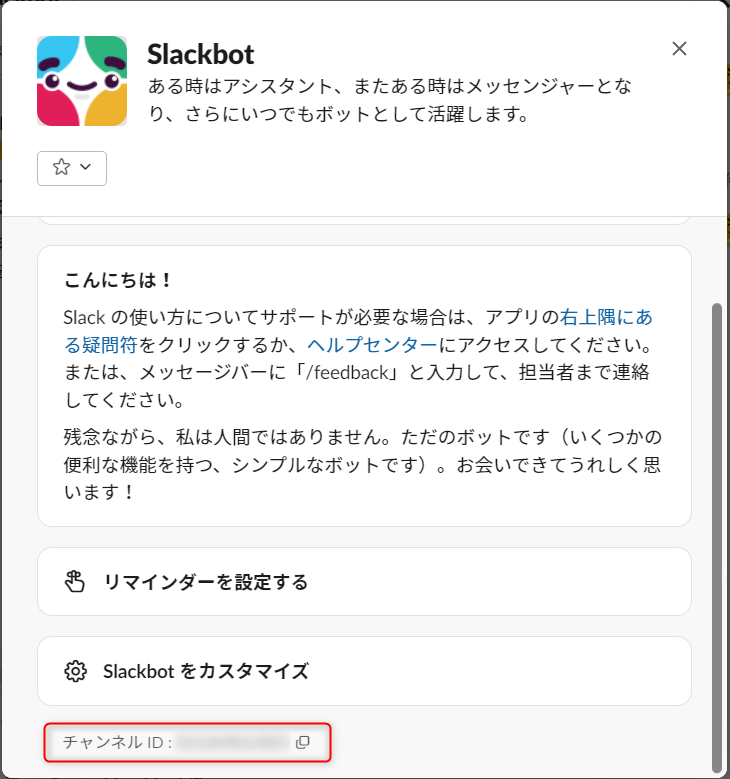 Slackbot
ある時はアシスタント、またある時はメッセンジャーとな
り、さらにいつでもボットとして活躍します。
こんにちは！
Slack の使い方についてサポートが必要な場合は、アプリの右上隅にあ
る疑問符をクリックするか、ヘルプセンターにアクセスしてください。
または、メッセージバーに「/feedback」と入力して、担当者まで連絡
してください。
残念ながら、私は人間ではありません。ただのボットです（いくつかの
便利な機能を持つ、シンプルなボットです）。お会いできてうれしく思
います！
リマインダーを設定する
Slackbot をカスタマイズ
チャンネル ID :